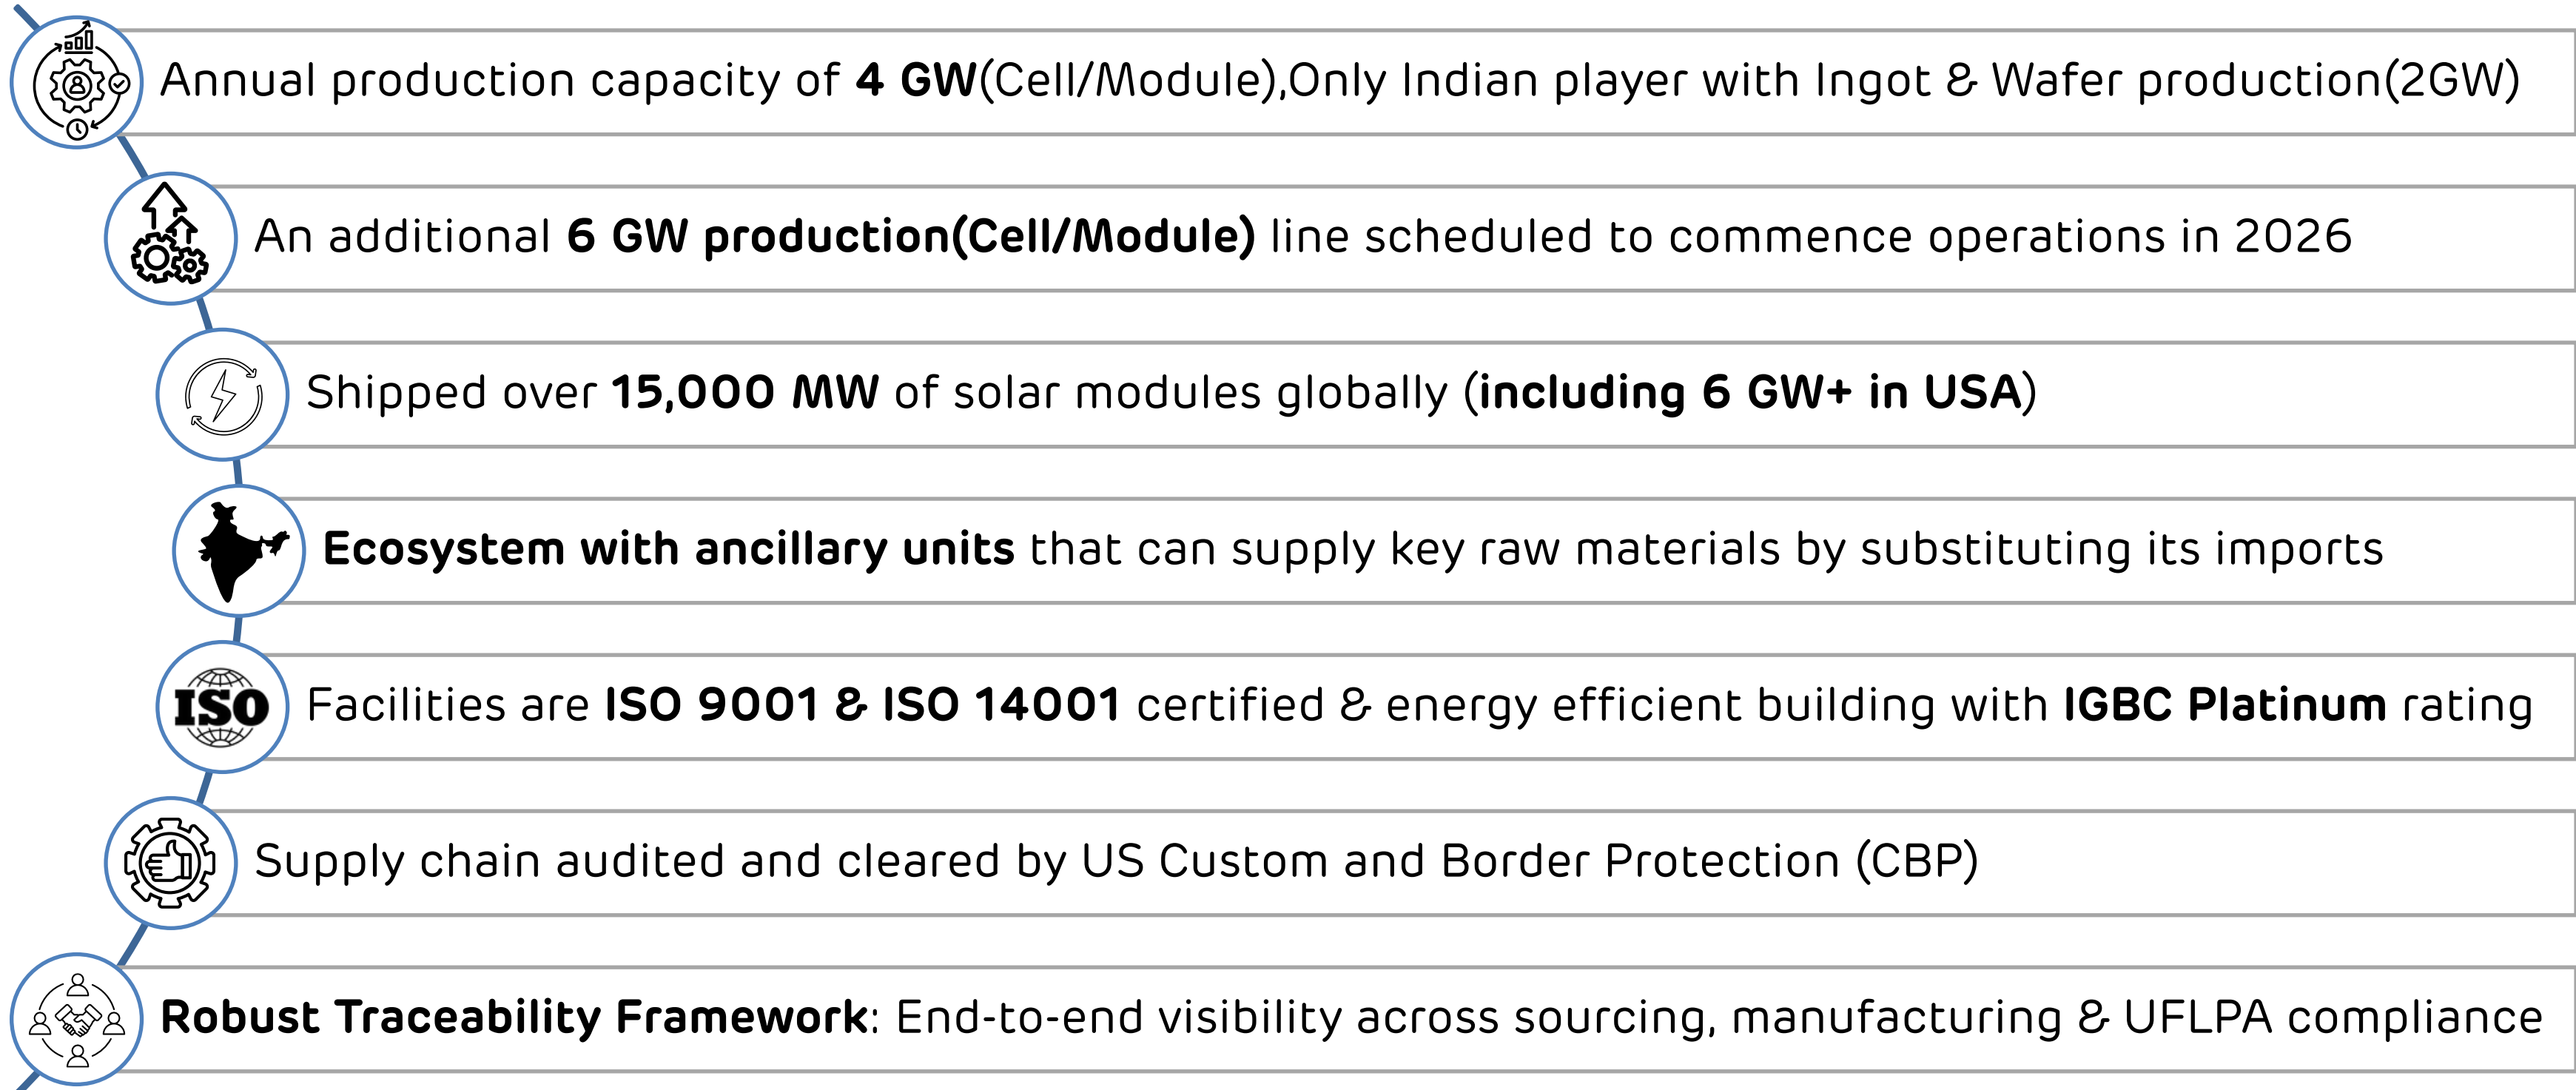 Annual production capacity of 4 GW(Cell/Module),Only Indian player with Ingot & Wafer production(2GW)
An additional 6 GW production(Cell/Module) line scheduled to commence operations in 2026
Shipped over 15,000 MW of solar modules globally (including 6 GW+ in USA)
Ecosystem with ancillary units that can supply key raw materials by substituting its imports
ISO
Facilities are ISO 9001 & ISO 14001 certified & energy efficient building with IGBC Platinum rating
Supply chain audited and cleared by US Custom and Border Protection (CBP)
Robust Traceability Framework: End-to-end visibility across sourcing, manufacturing & UFLPA compliance